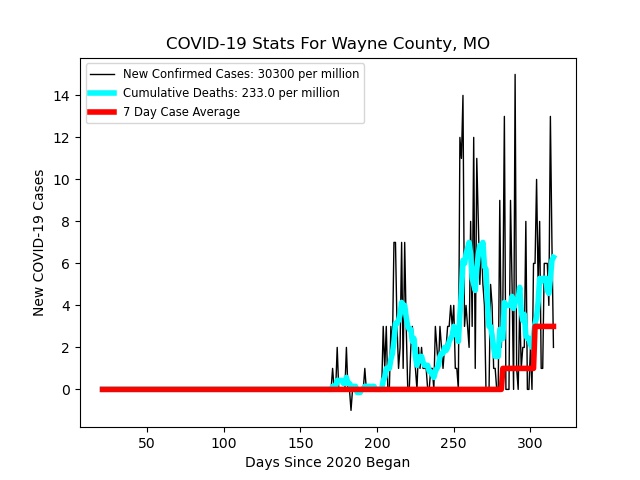 COVID-19 Stats For Wayne County, MO
New Confirmed Cases: 30300 per million
Cumulative Deaths: 233.0 per million
7 Day Case Average
New COVID-19 Cases
14
12
10
8
6
4
2
0
50 100 150 200 250 300
Days Since 2020 Began